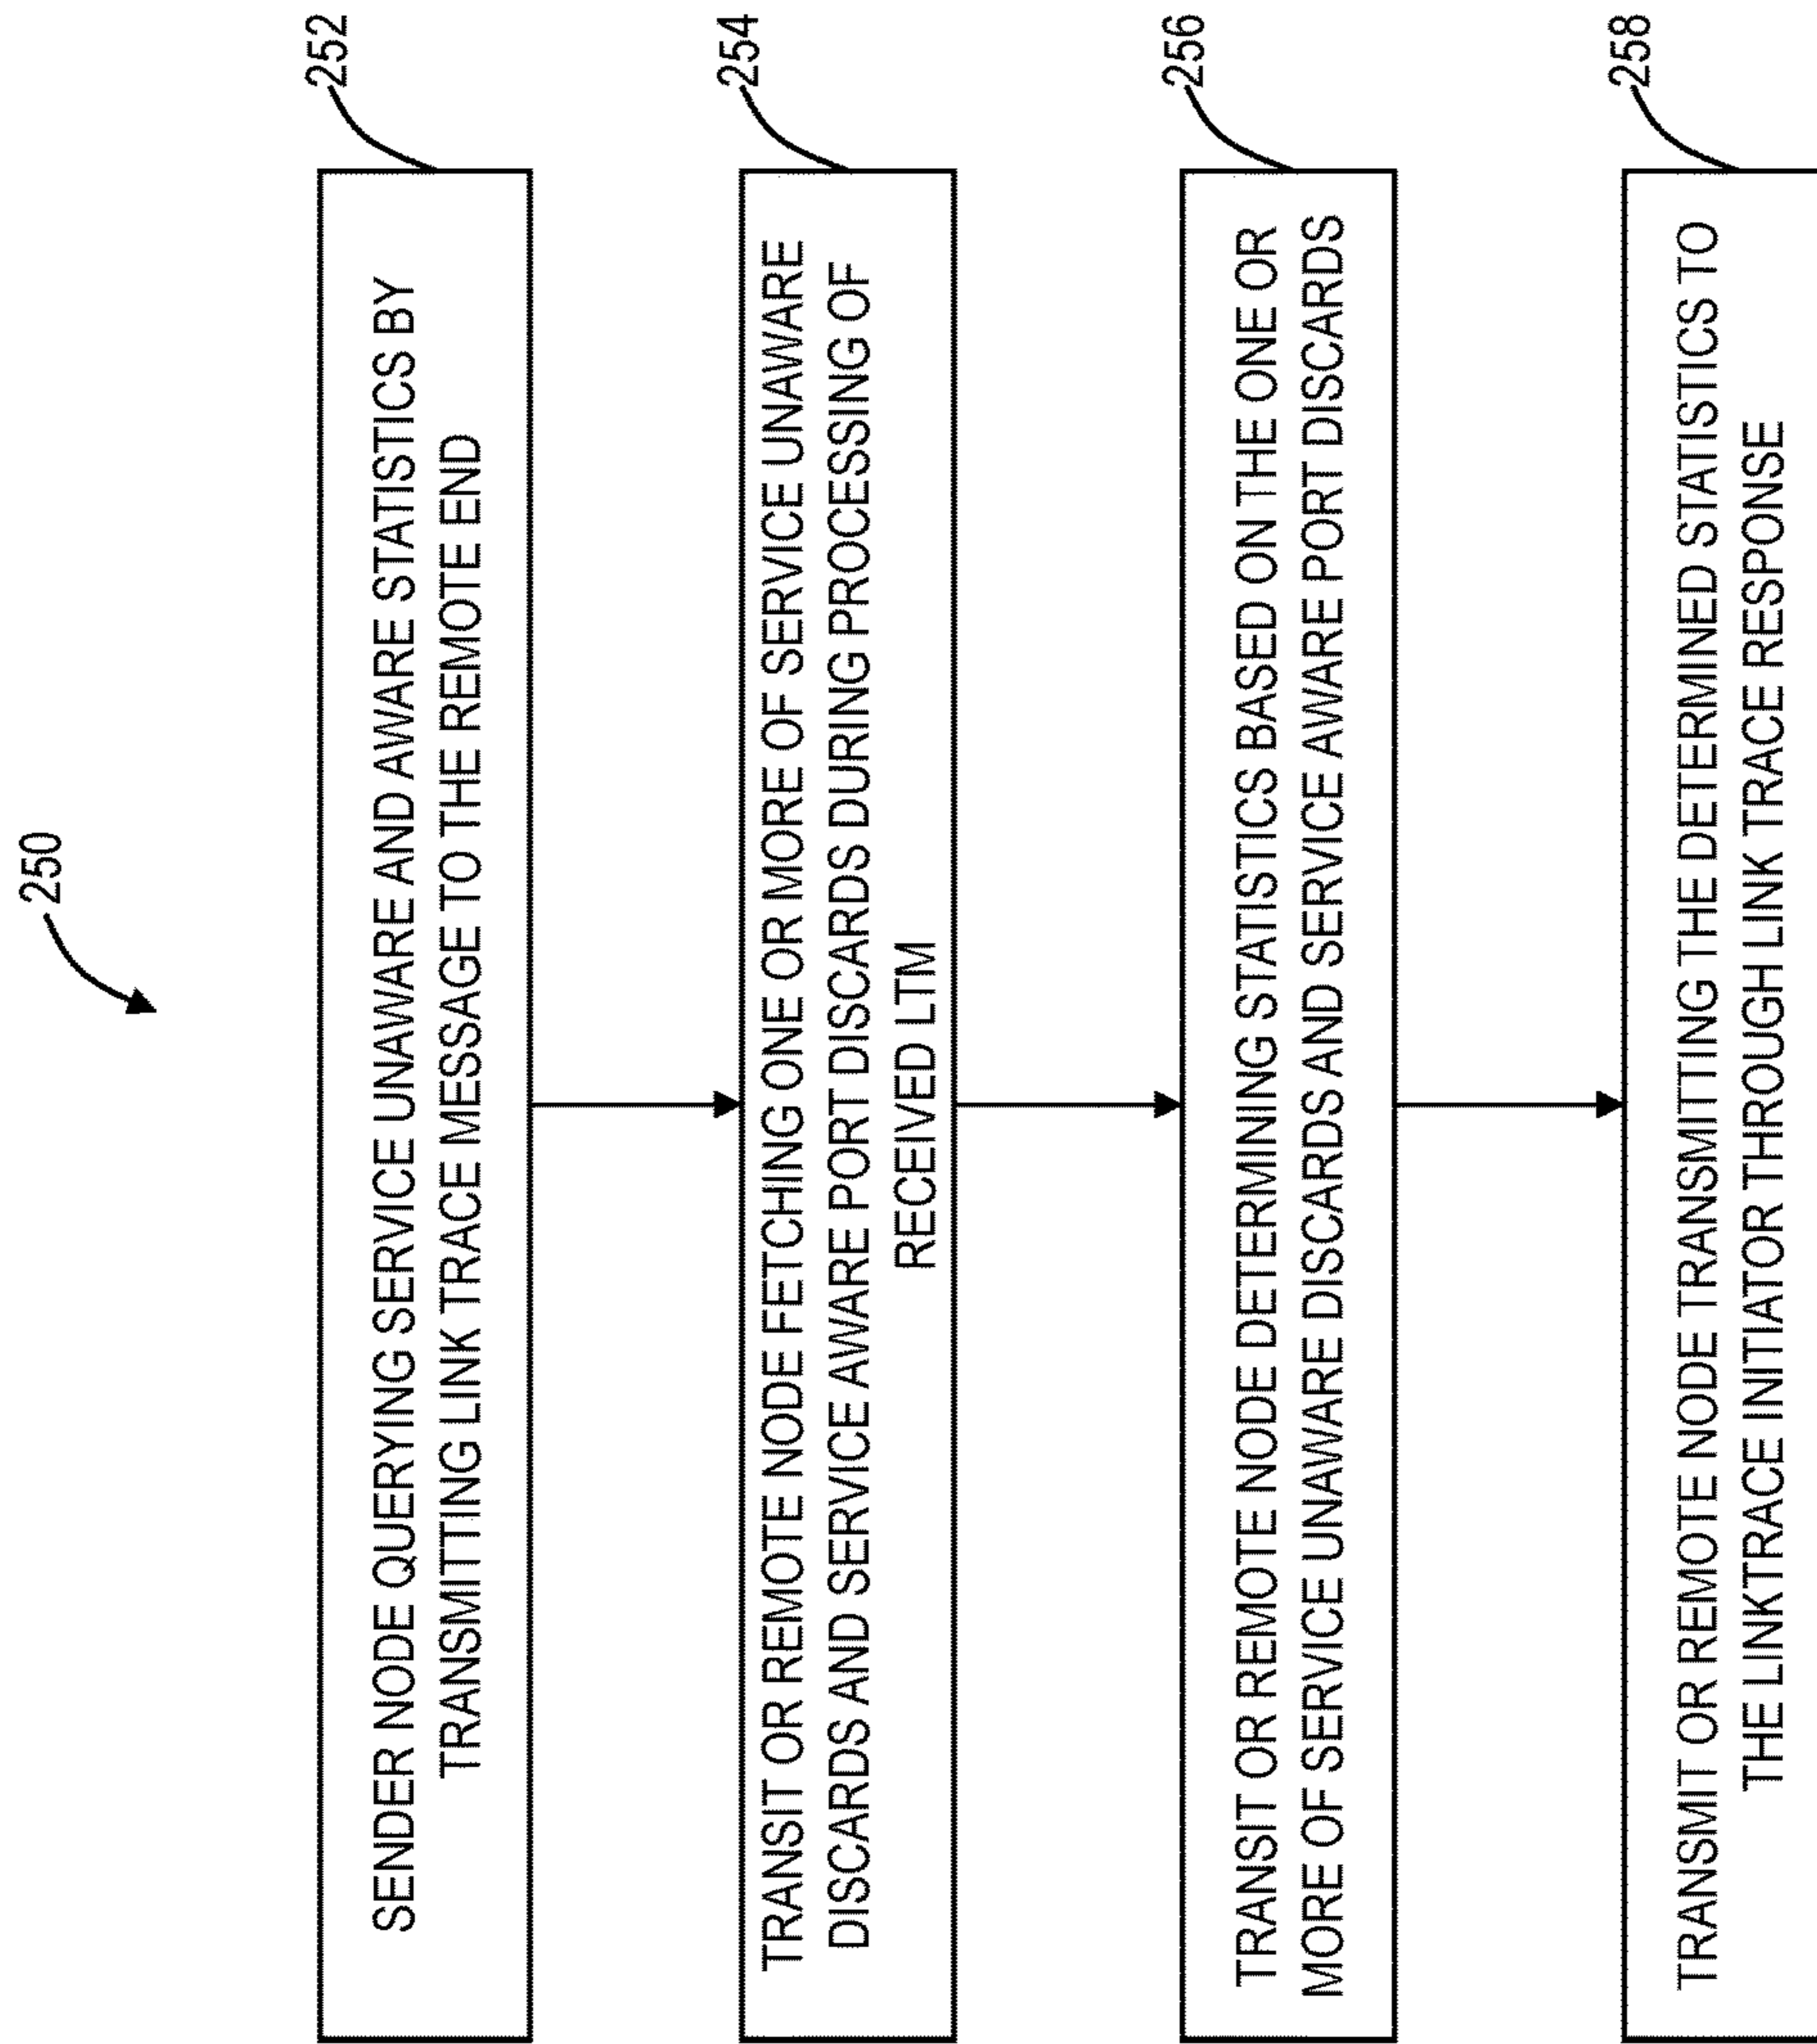 250
252
SENDER NODE QUERYING SERVICE UNAWARE AND AWARE STATISTICS BY
TRANSMITTING LINK TRACE MESSAGE TO THE REMOTE END
254
TRANSIT OR REMOTE NODE FETCHING ONE OR MORE OF SERVICE UNAWARE
DISCARDS AND SERVICE AWARE PORT DISCARDS DURING PROCESSING OF
RECEIVED LTM
256
TRANSIT OR REMOTE NODE DETERMINING STATISTICS BASED ON THE ONE OR
MORE OF SERVICE UNAWARE DISCARDS AND SERVICE AWARE PORT DISCARDS
258
TRANSMIT OR REMOTE NODE TRANSMITTING THE DETERMINED STATISTICS TO
THE LINKTRACE INITIATOR THROUGH LINK TRACE RESPONSE